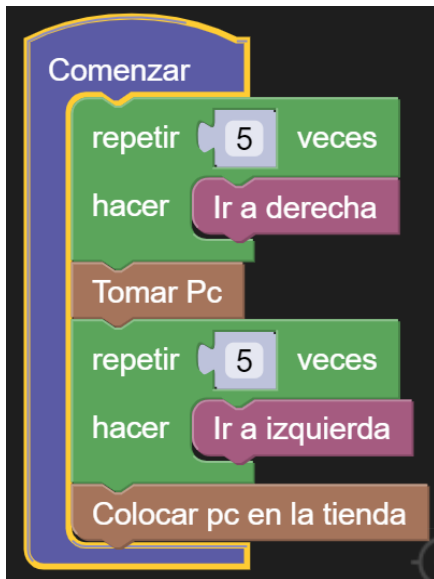 Comenzar
repetir 5 veces
hacer Ir a derecha
Tomar Pc
repetir 5 veces
hacer Ir a izquierda
Colocar pc en la tienda